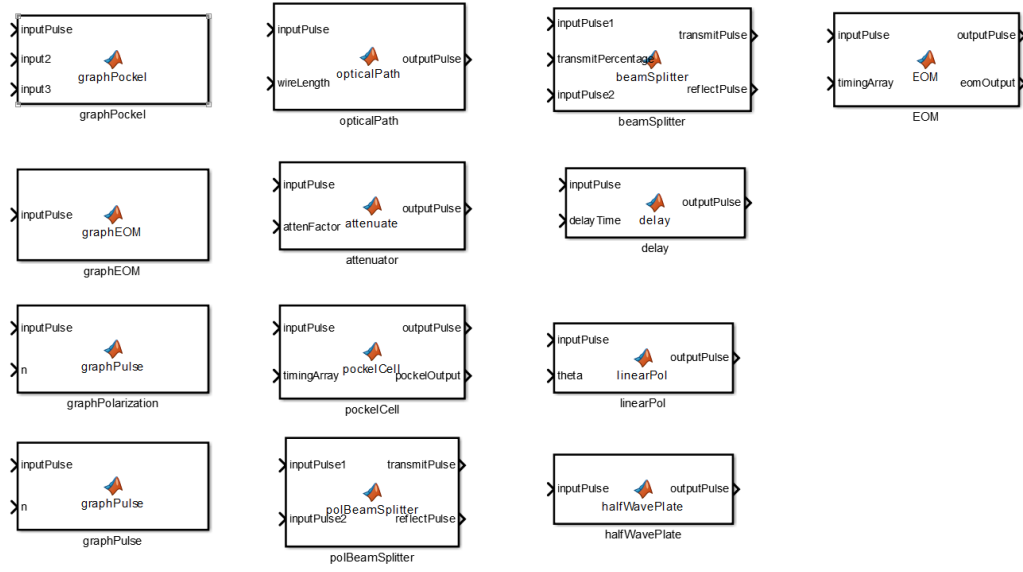 inputPulse
input2
input3
graphPockel
graphPockel
inputPulse
wireLength
opticalPath
outputPulse
opticalPath
inputPulse1
transmitPercentage
inputPulse2
beamSplitter
transmitPulse
reflectPulse
beamSplitter
inputPulse
timingArray
EOM
outputPulse
eomOutput
EOM
inputPulse
graphEOM
graphEOM
inputPulse
attenFactor
attenuate
outputPulse
attenuator
inputPulse
delayTime
delay
outputPulse
delay
inputPulse
n
graphPulse
graphPolarization
inputPulse
timingArray
pockelCell
outputPulse
pockelOutput
pockelCell
inputPulse
theta
linearPol
outputPulse
linearPol
inputPulse
n
graphPulse
graphPulse
inputPulse1
inputPulse2
polBeamSplitter
transmitPulse
reflectPulse
polBeamSplitter
inputPulse
halfWavePlate
outputPulse
halfWavePlate